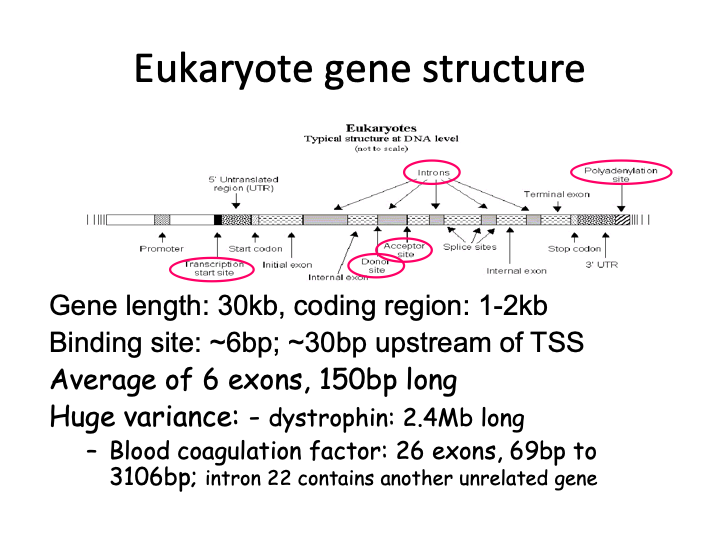 Eukaryote gene structure
Eukaryotes
Typical structure at DNA level
(not to scale)
Introns
Polyadenylation
site
5' Untranslated
region (UTR)
Terminal exon
Promoter
Transcription
start site
Start codon
Initial exon
Internal exon
Donor
site
Acceptor
site
Splice sites
Internal exon
Stop codon
3' UTR
Gene length: 30kb, coding region: 1-2kb
Binding site: ~6bp; ~30bp upstream of TSS
Average of 6 exons, 150bp long
Huge variance: - dystrophin: 2.4Mb long
– Blood coagulation factor: 26 exons, 69bp to
3106bp; intron 22 contains another unrelated gene